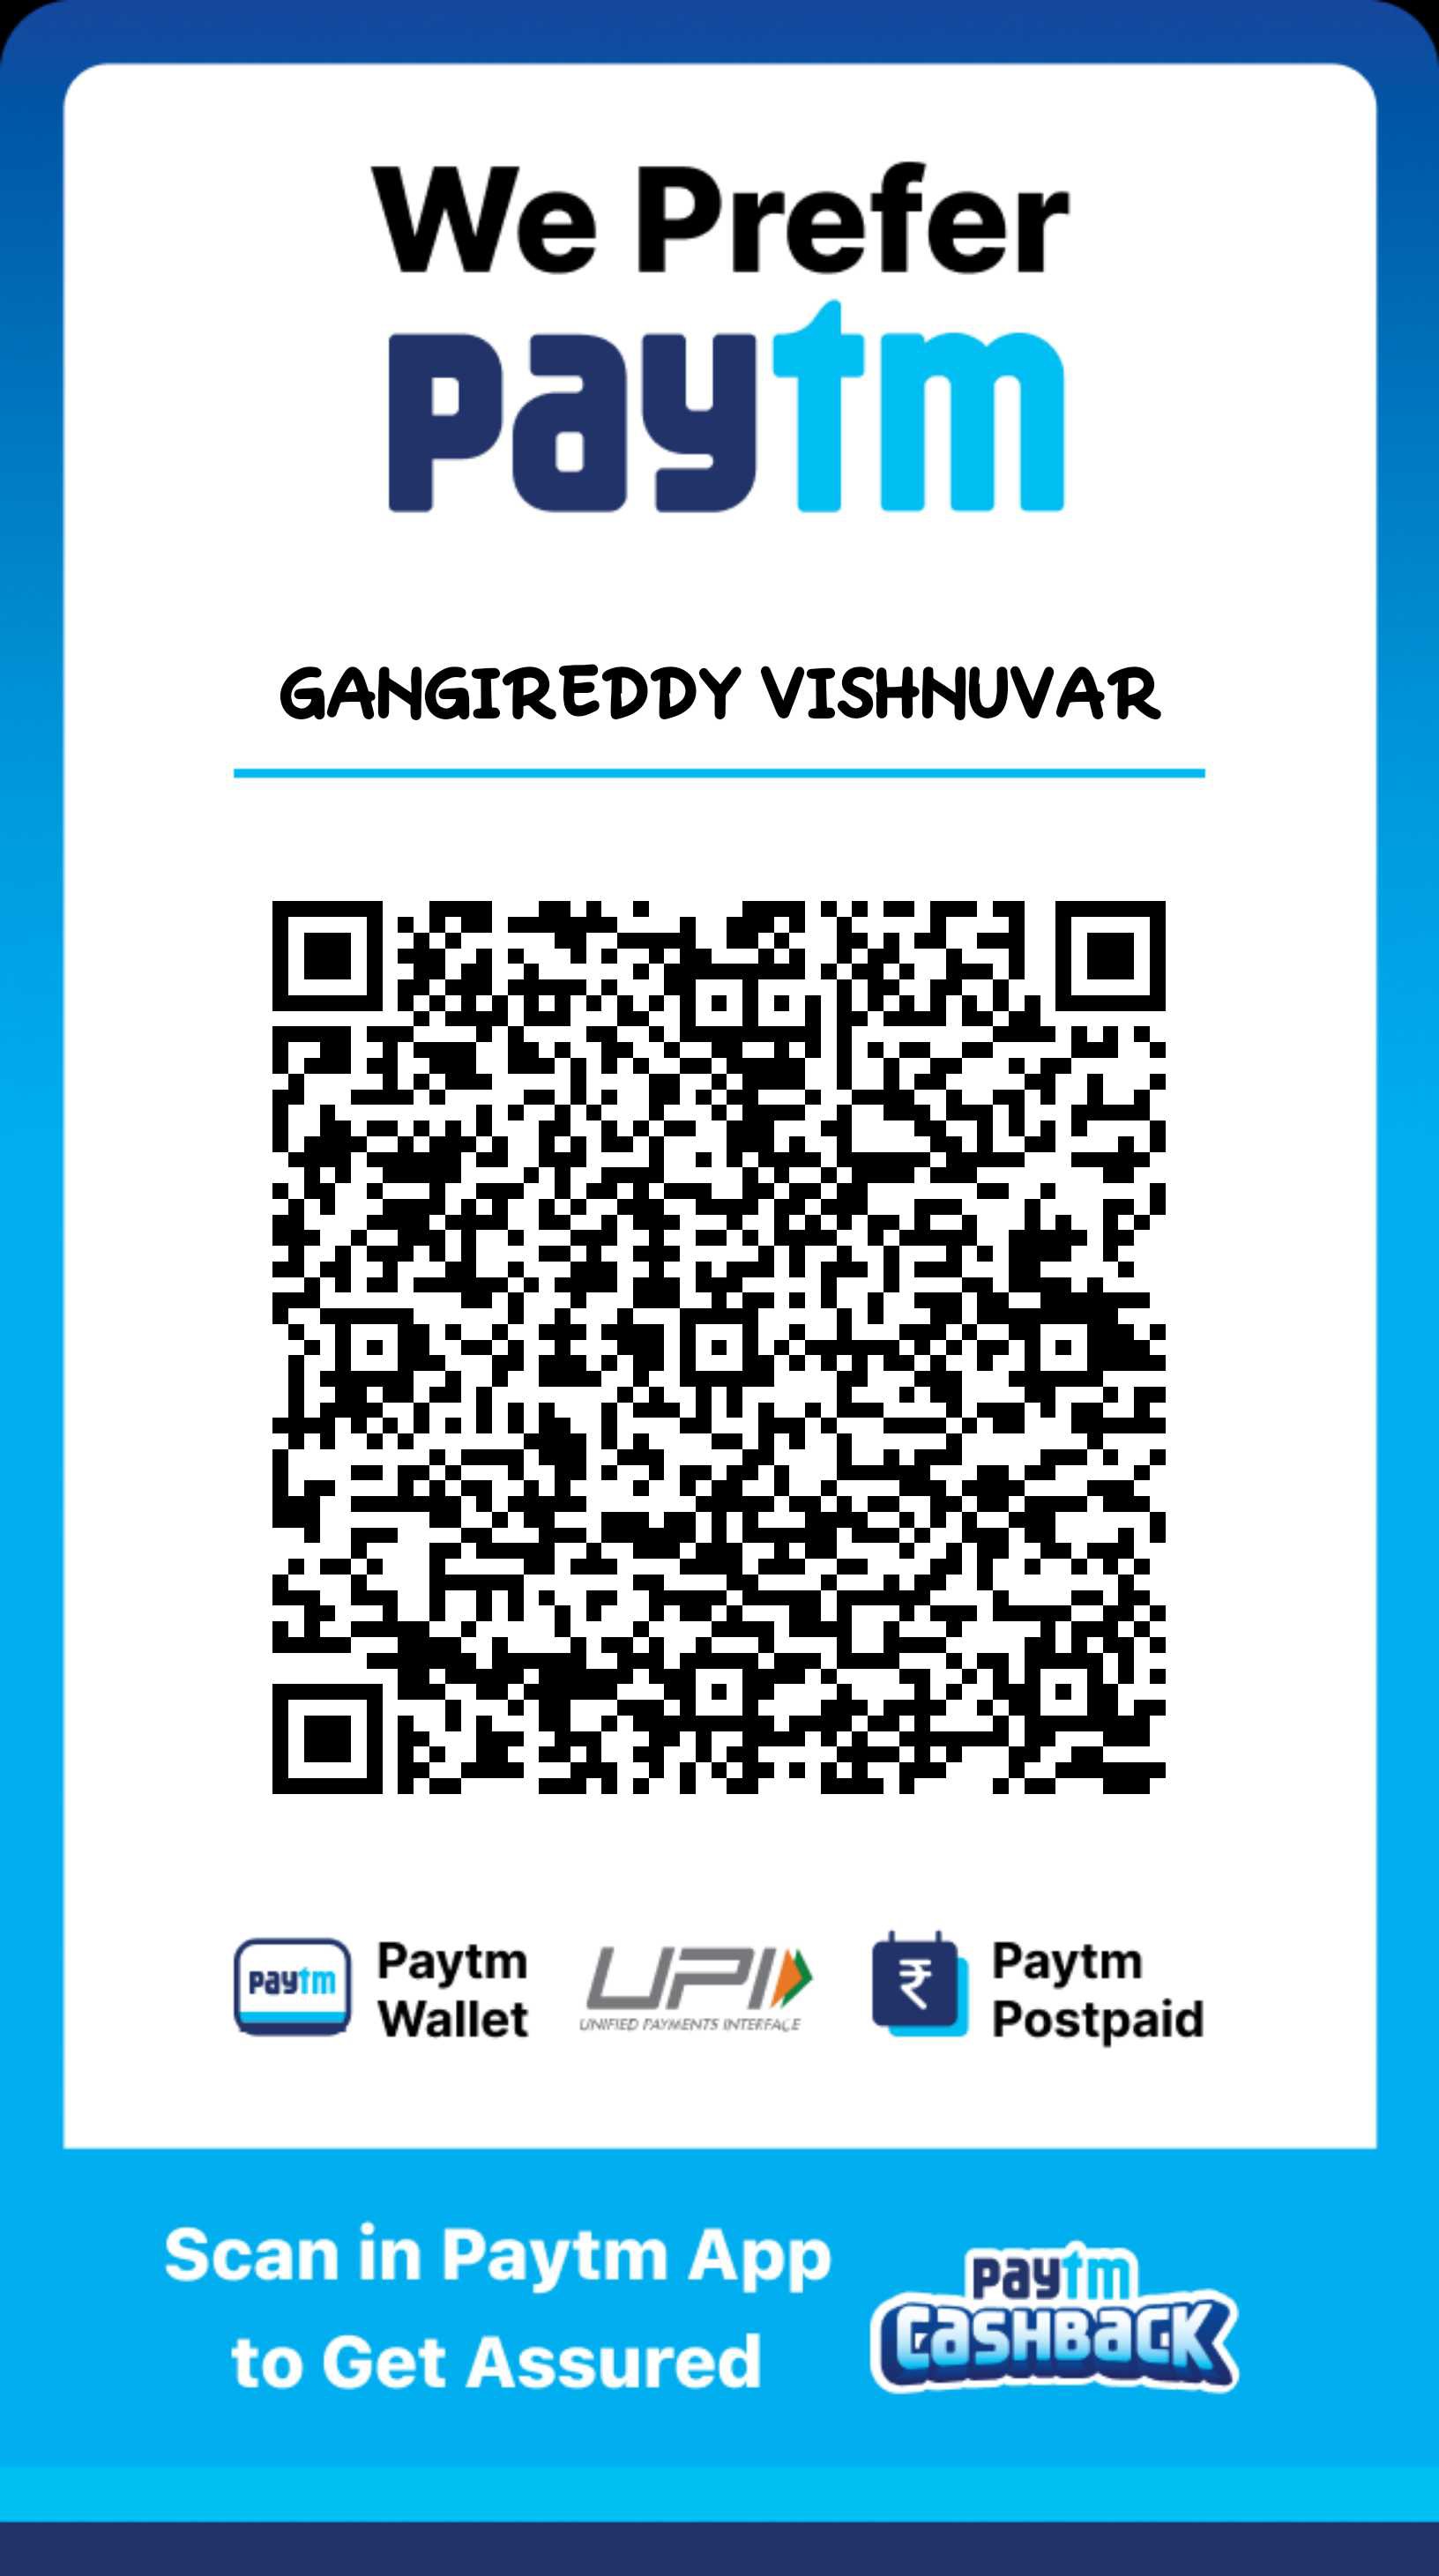 We Prefer
paytm
GANGIREDDY VISHNUVAR
paytm
Paytm
Wallet
UPI
UNIFIED PAYMENTS INTERFACE
₹
Paytm
Postpaid
Scan in Paytm App
to Get Assured
paytm
CASHBACK